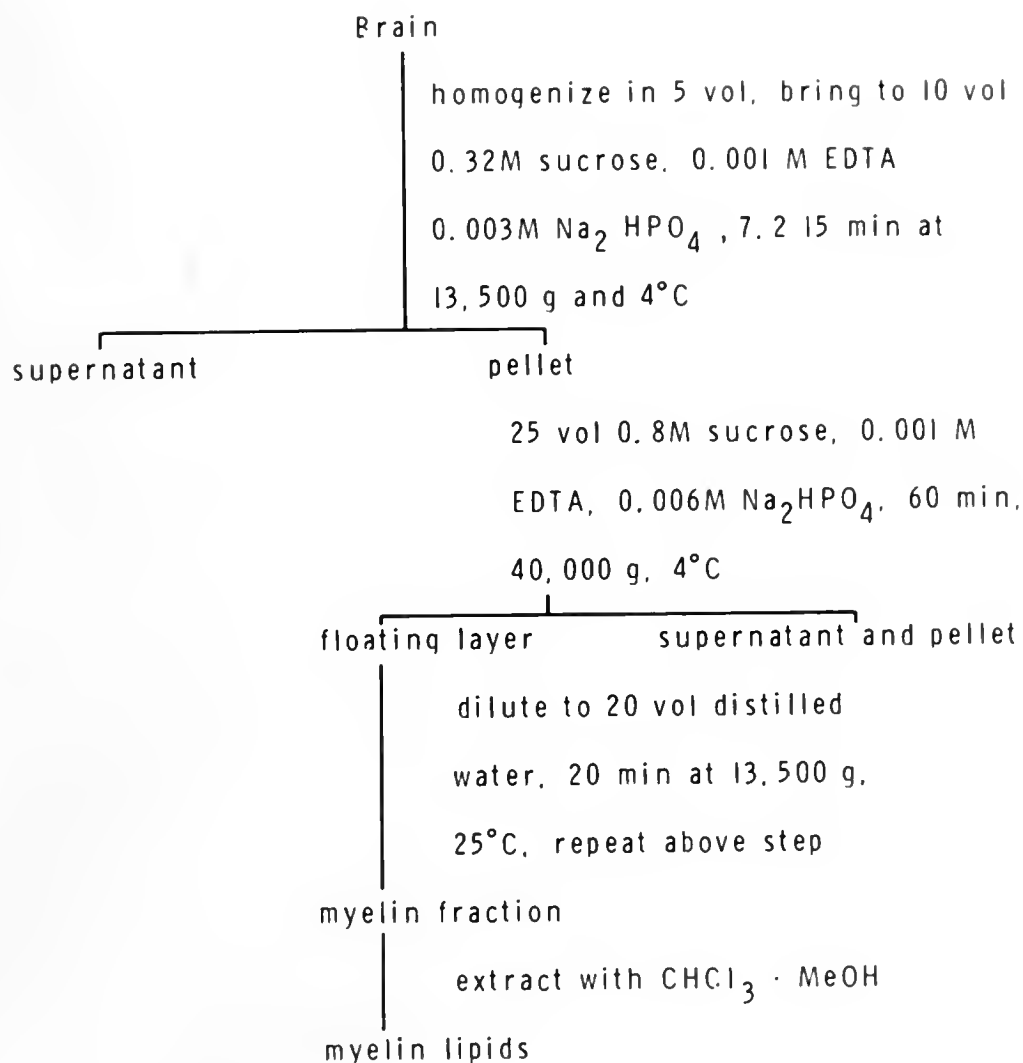 Brain
homogenize in 5 vol, bring to 10 vol
0.32M sucrose, 0.001 M EDTA
0.003M Na2 HPO4 , 7.2 15 min at
13,500 g and 4°C
supernatant pellet
25 vol 0.8M sucrose, 0.001 M
EDTA, 0.006M Na2HPO4, 60 min,
40,000 g, 4°C
floating layer supernatant and pellet
dilute to 20 vol distilled
water, 20 min at 13,500 g,
25°C, repeat above step
myelin fraction
extract with CHCl3 · MeOH
myelin lipids